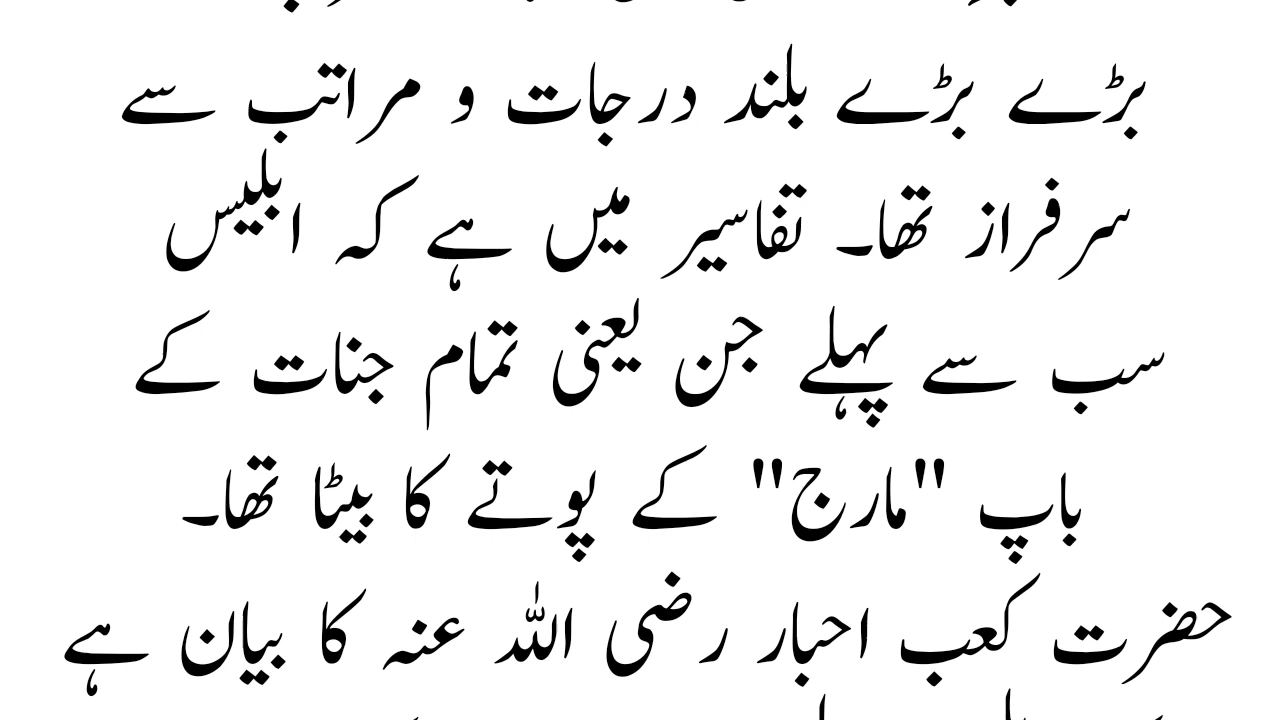 بڑے بڑے بلند درجات و مراتب سے
سرفراز تھا۔ تفاسیر میں ہے کہ ابلیس
سب سے پہلے جن یعنی تمام جنات کے
باپ "مارج" کے پوتے کا بیٹا تھا۔
حضرت کعب احبار رضی اللہ عنہ کا بیان ہے